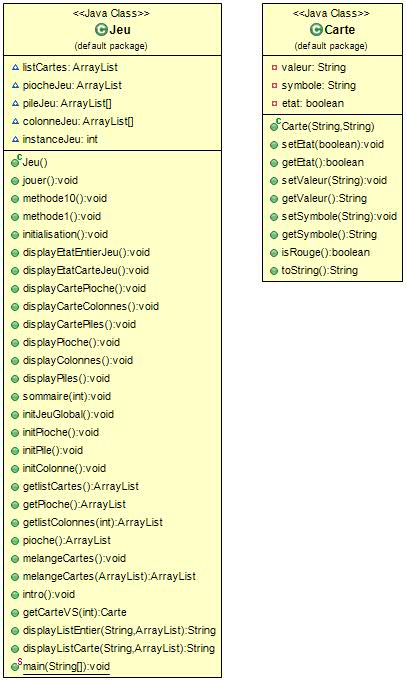 <<Java Class>>
Jeu
(default package)
listCartes: ArrayList
piocheJeu: ArrayList
pileJeu: ArrayList[]
colonneJeu: ArrayList[]
instanceJeu: int
Jeu()
jouer():void
methode10():void
methode1():void
initialisation():void
displayEtatEntierJeu():void
displayEtatCarteJeu():void
displayCartePioche():void
displayCarteColonnes():void
displayCartePiles():void
displayPioche():void
displayColonnes():void
displayPiles():void
sommaire(int):void
initJeuGlobal():void
initPioche():void
initPile():void
initColonne():void
getlistCartes():ArrayList
getPioche():ArrayList
getlistColonnes(int):ArrayList
pioche():ArrayList
melangeCartes():void
melangeCartes(ArrayList):ArrayList
intro():void
getCarteVS(int):Carte
displayListEntier(String,ArrayList):String
displayListCarte(String,ArrayList):String
main(String[]):void
<<Java Class>>
Carte
(default package)
valeur: String
symbole: String
etat: boolean
Carte(String,String)
setEtat(boolean):void
getEtat():boolean
setValeur(String):void
getValeur():String
setSymbole(String):void
getSymbole():String
isRouge():boolean
toString():String